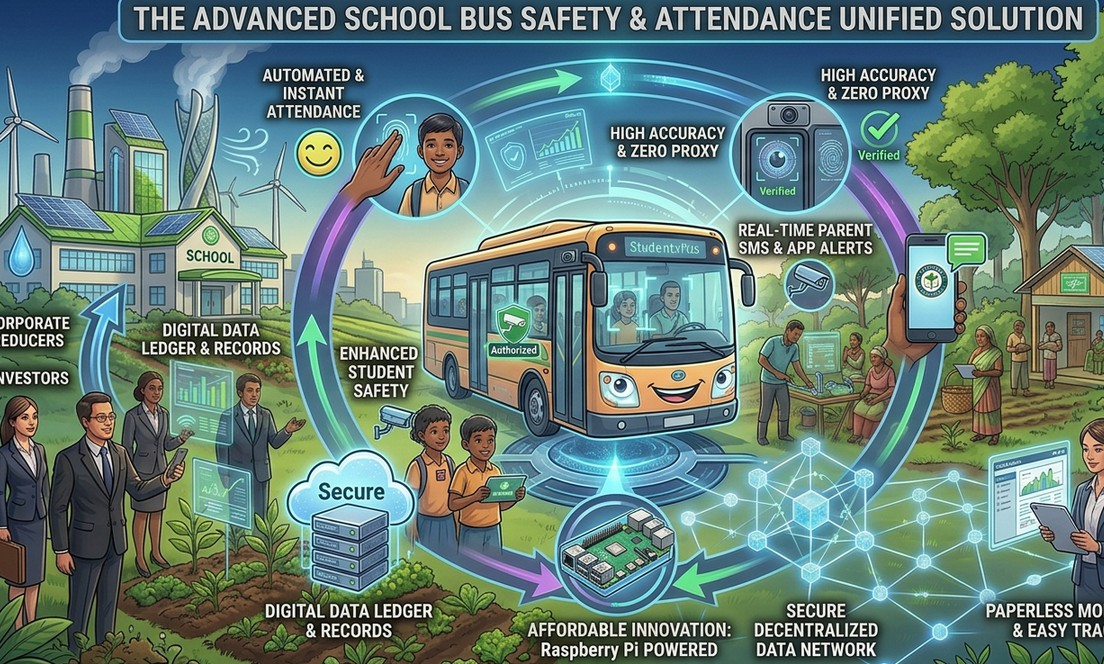 THE ADVANCED SCHOOL BUS SAFETY & ATTENDANCE UNIFIED SOLUTION
AUTOMATED &
INSTANT
ATTENDANCE
HIGH ACCURACY
& ZERO PROXY
HIGH ACCURACY
& ZERO PROXY
Verified
Verified
REAL-TIME PARENT
SMS & APP ALERTS
SCHOOL
ORPORATE
EDUCERS
NVESTORS
DIGITAL DATA
LEDGER & RECORDS
ENHANCED
STUDENT
SAFETY
Authorized
Secure
DIGITAL DATA LEDGER
& RECORDS
AFFORDABLE INNOVATION:
Raspberry Pi POWERED
SECURE
DECENTRALIZED
DATA NETWORK
PAPERLESS MO
& EASY TRA